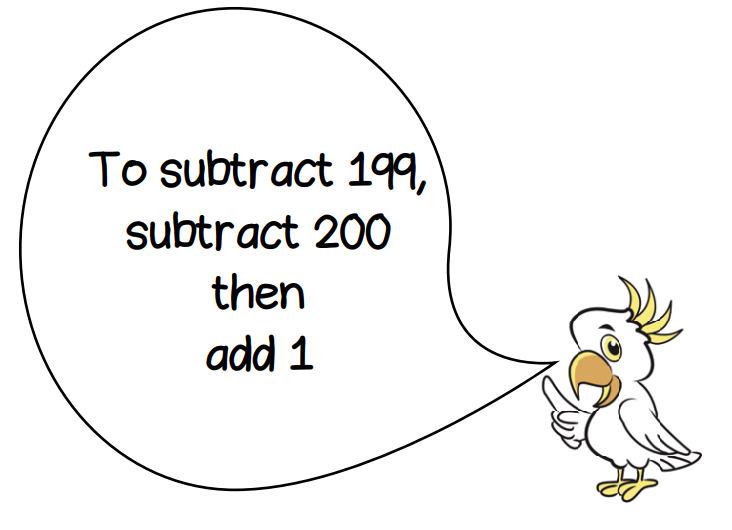 To subtract 199,
subtract 200
then
add 1